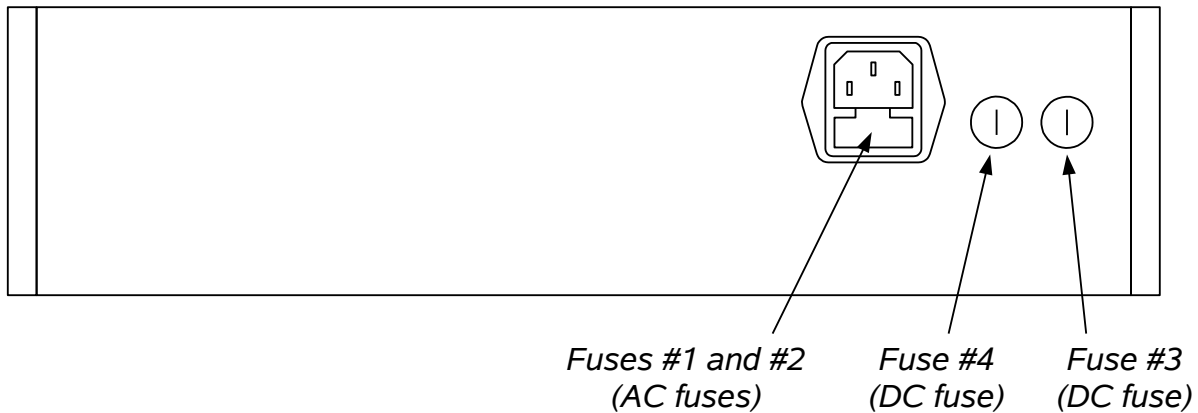 Fuses #1 and #2
(AC fuses)
Fuse #4
(DC fuse)
Fuse #3
(DC fuse)